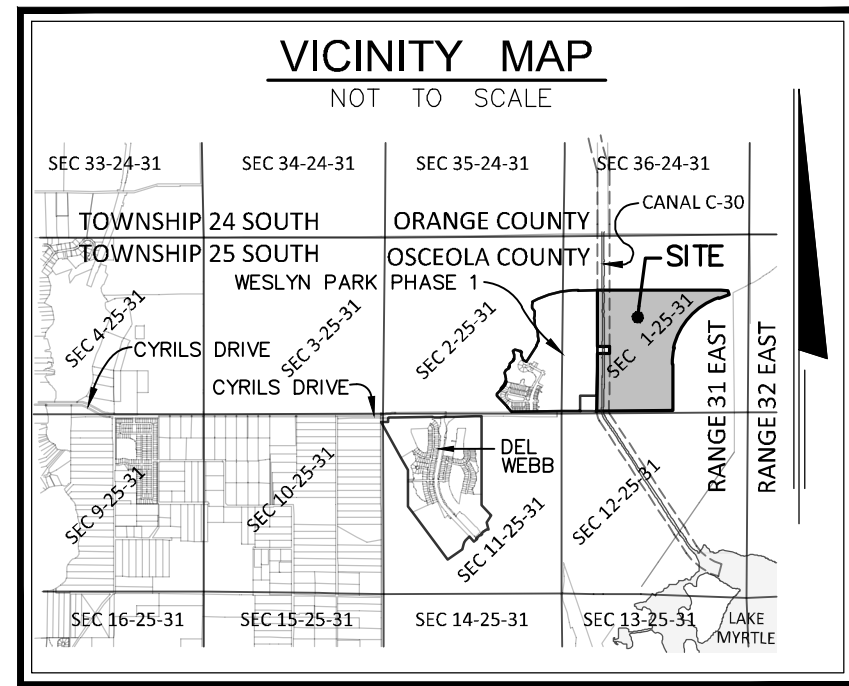 VICINITY MAP
NOT TO SCALE
SEC 33-24-31
SEC 34-24-31
SEC 35-24-31
SEC 36-24-31
CANAL C-30
TOWNSHIP 24 SOUTH
ORANGE COUNTY
TOWNSHIP 25 SOUTH
OSCEOLA COUNTY
SITE
WESLYN PARK PHASE 1
SEC 4-25-31
SEC 3-25-31
SEC 2-25-31
SEC 1-25-31
CYRILS DRIVE
CYRILS DRIVE
RANGE 31 EAST
RANGE 32 EAST
DEL
WEBB
SEC 9-25-31
SEC 10-25-31
SEC 11-25-31
SEC 12-25-31
SEC 16-25-31
SEC 15-25-31
SEC 14-25-31
SEC 13-25-31
LAKE
MYRTLE